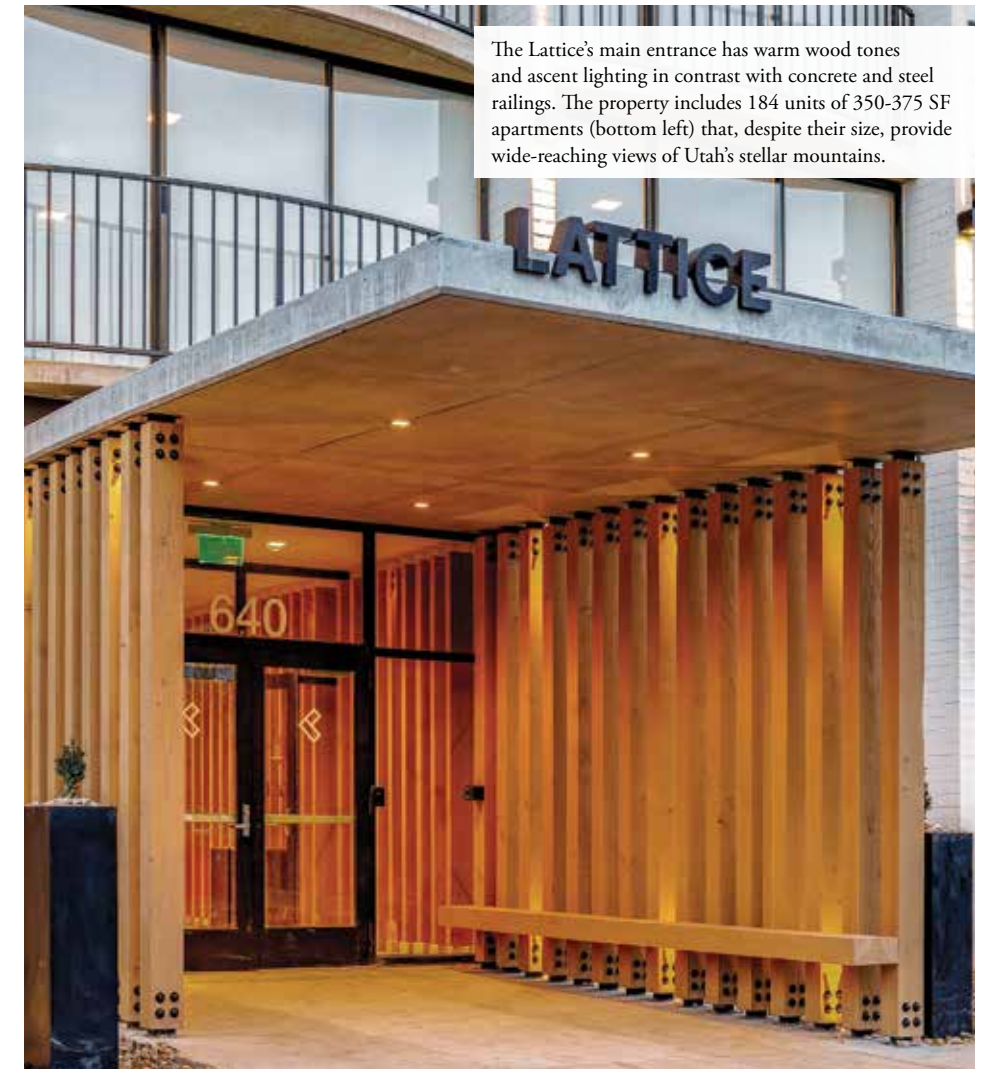 The Lattice's main entrance has warm wood tones
and ascent lighting in contrast with concrete and steel
railings. The property includes 184 units of 350-375 SF
apartments (bottom left) that, despite their size, provide
wide-reaching views of Utah's stellar mountains.
LATTICE
640